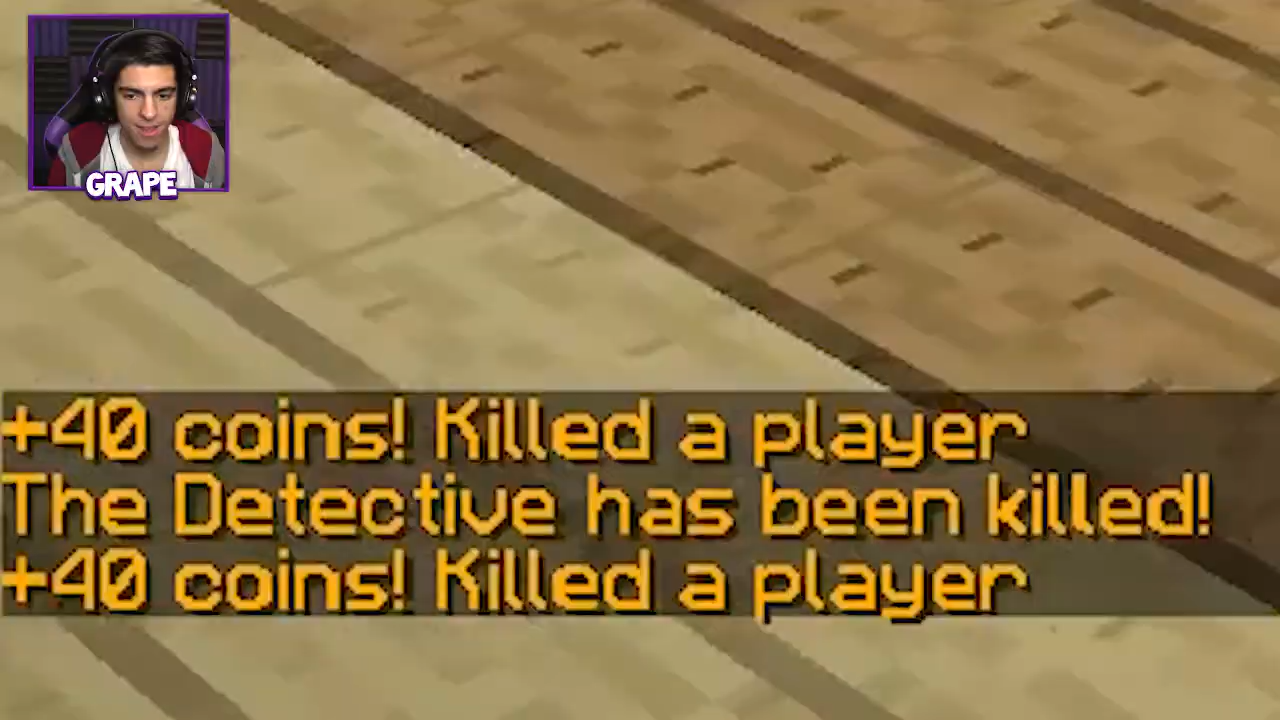 GRAPE
+40 coins! Killed a player
The Detective has been killed!
+40 coins! Killed a player